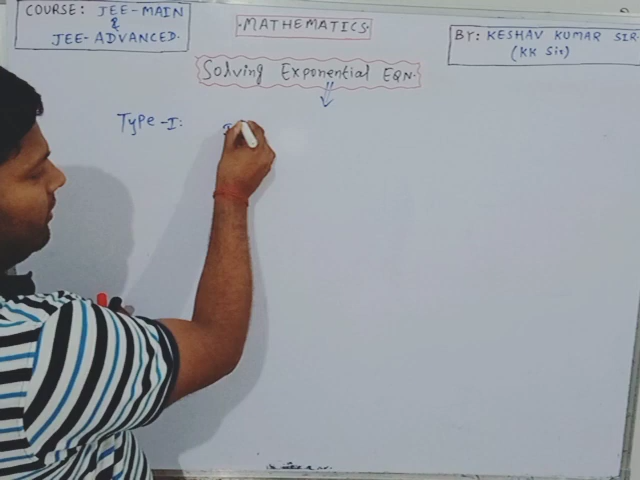 COURSE: JEE-MAIN
&
JEE-ADVANCED.
MATHEMATICS.
BY: KESHAV KUMAR SIR.
(KK Sir)
Solving Exponential EQN.
Type-I: